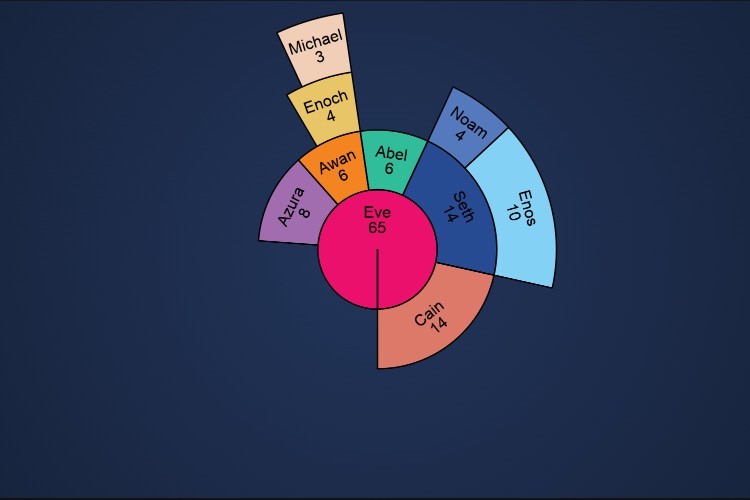 Michael
3
Enoch
4
Awan
6
Abel
6
Noam
4
Azura
8
Eve
65
Seth
14
Enos
10
Cain
14